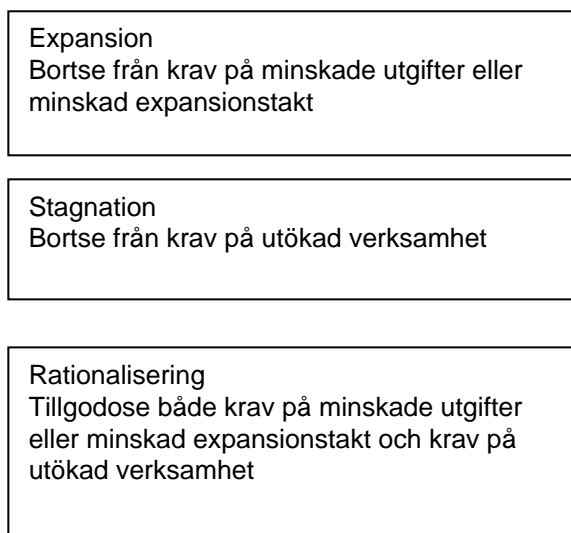 Expansion
Bortse från krav på minskade utgifter eller
minskad expansionstakt
Stagnation
Bortse från krav på utökad verksamhet
Rationalisering
Tillgodose både krav på minskade utgifter
eller minskad expansionstakt och krav på
utökad verksamhet